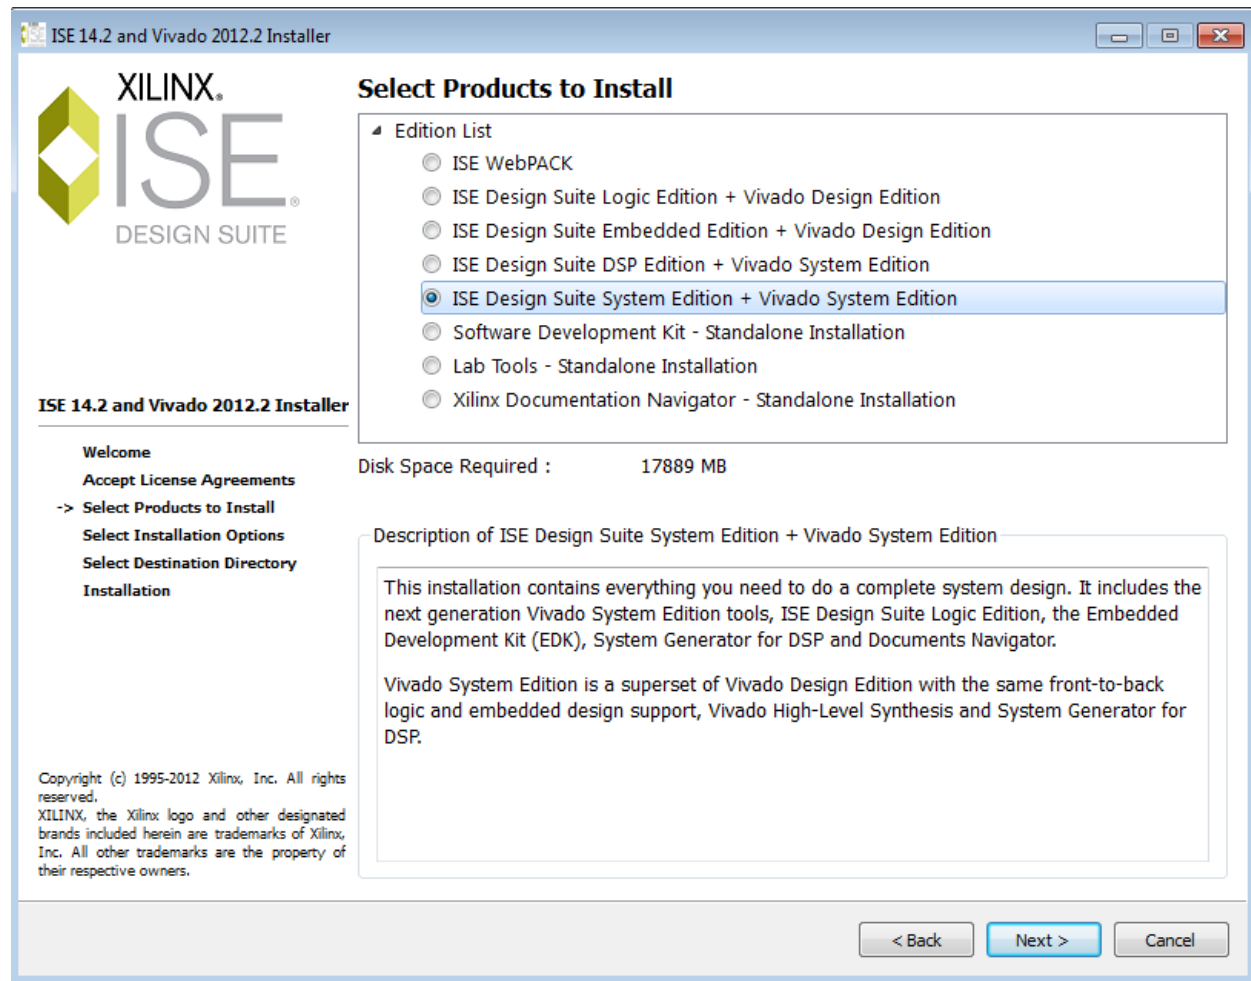 ISE 14.2 and Vivado 2012.2 Installer
XILINX®
ISE®
DESIGN SUITE
ISE 14.2 and Vivado 2012.2 Installer
Welcome
Accept License Agreements
-> Select Products to Install
Select Installation Options
Select Destination Directory
Installation
Copyright (c) 1995-2012 Xilinx, Inc. All rights
reserved.
XILINX, the Xilinx logo and other designated
brands included herein are trademarks of Xilinx,
Inc. All other trademarks are the property of
their respective owners.
Select Products to Install
Edition List
ISE WebPACK
ISE Design Suite Logic Edition + Vivado Design Edition
ISE Design Suite Embedded Edition + Vivado Design Edition
ISE Design Suite DSP Edition + Vivado System Edition
ISE Design Suite System Edition + Vivado System Edition
Software Development Kit - Standalone Installation
Lab Tools - Standalone Installation
Xilinx Documentation Navigator - Standalone Installation
Disk Space Required : 17889 MB
Description of ISE Design Suite System Edition + Vivado System Edition
This installation contains everything you need to do a complete system design. It includes the
next generation Vivado System Edition tools, ISE Design Suite Logic Edition, the Embedded
Development Kit (EDK), System Generator for DSP and Documents Navigator.
Vivado System Edition is a superset of Vivado Design Edition with the same front-to-back
logic and embedded design support, Vivado High-Level Synthesis and System Generator for
DSP.
< Back
Next >
Cancel